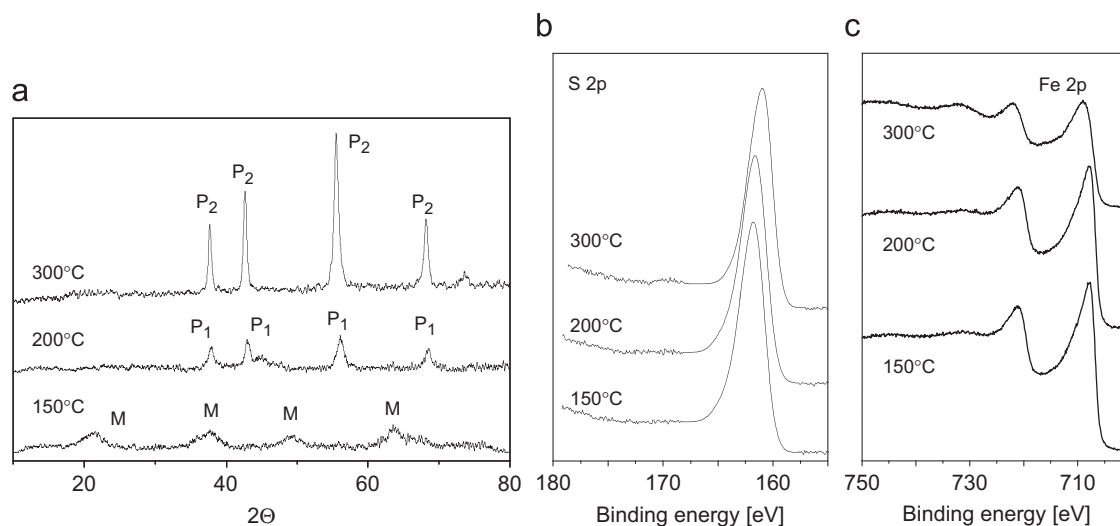 a
P₂
P₂
P₂
P₂
300°C
P₁
P₁
P₁
P₁
200°C
150°C
M
M
M
M
20
40
60
80
2Θ
b
S 2p
300°C
200°C
150°C
180
170
160
Binding energy [eV]
c
Fe 2p
300°C
200°C
150°C
750
730
710
Binding energy [eV]